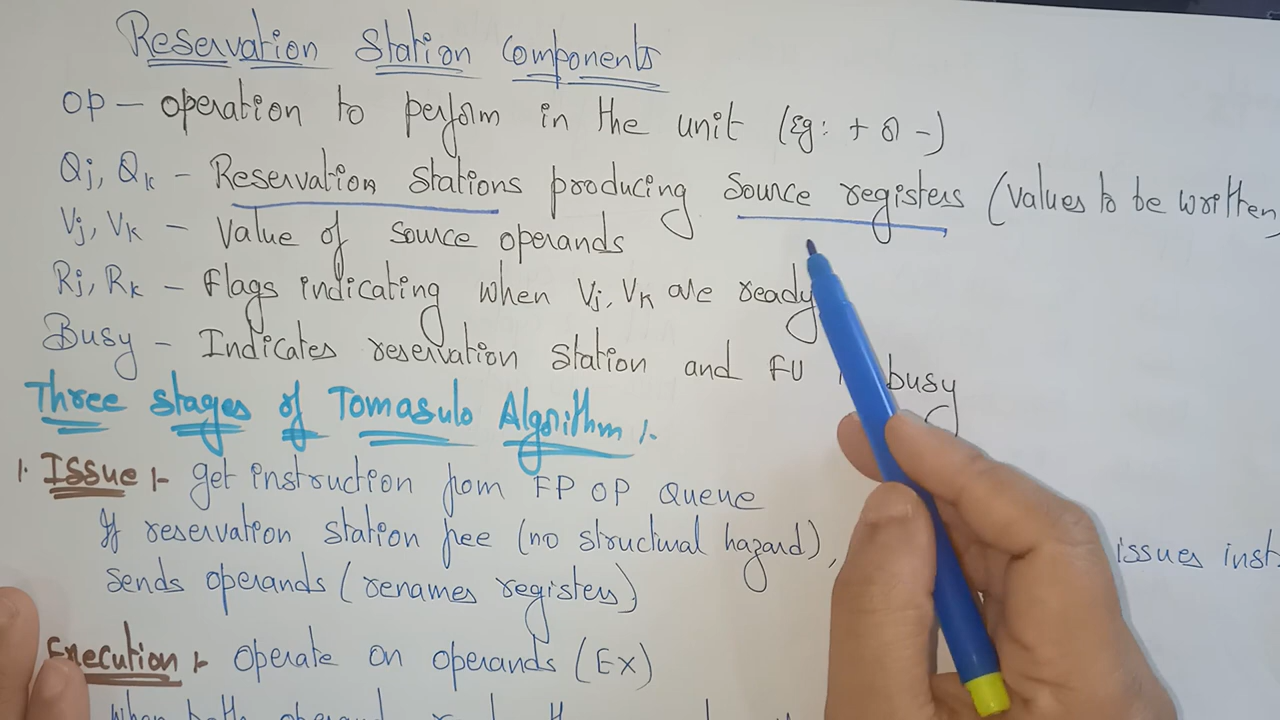 Reservation Station Components
OP — operation to perform in the unit (Eg: + or -)
Qj, Qk - Reservation stations producing source registers (values to be written)
Vj, Vk - Value of source operands
Rj, Rk - flags indicating when Vj, Vk are ready
Busy - Indicates reservation station and FU busy
Three stages of Tomasulo Algorithm :-
1. Issue :- get instruction from FP OP Queue
If reservation station free (no structural hazard), issues inst.
sends operands (renames registers)
Execution :- operate on operands (EX)
When both